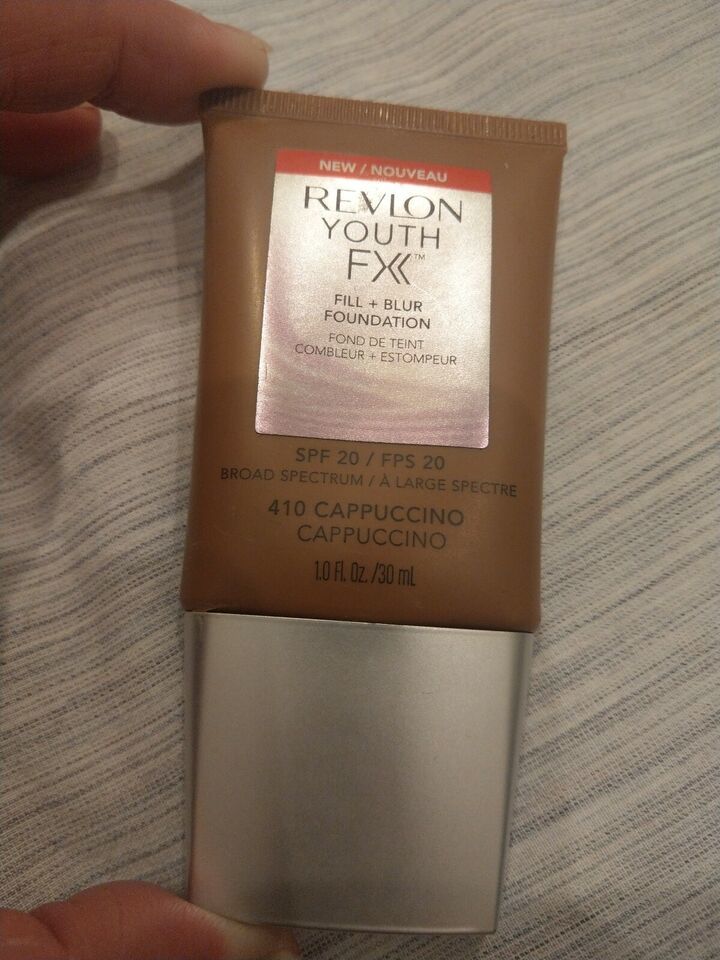 NEW / NOUVEAU
REVLON
YOUTH
FX™
FILL + BLUR
FOUNDATION
FOND DE TEINT
COMBLEUR + ESTOMPEUR
SPF 20 / FPS 20
BROAD SPECTRUM / À LARGE SPECTRE
410 CAPPUCCINO
CAPPUCCINO
1.0 Fl. Oz. /30 mL